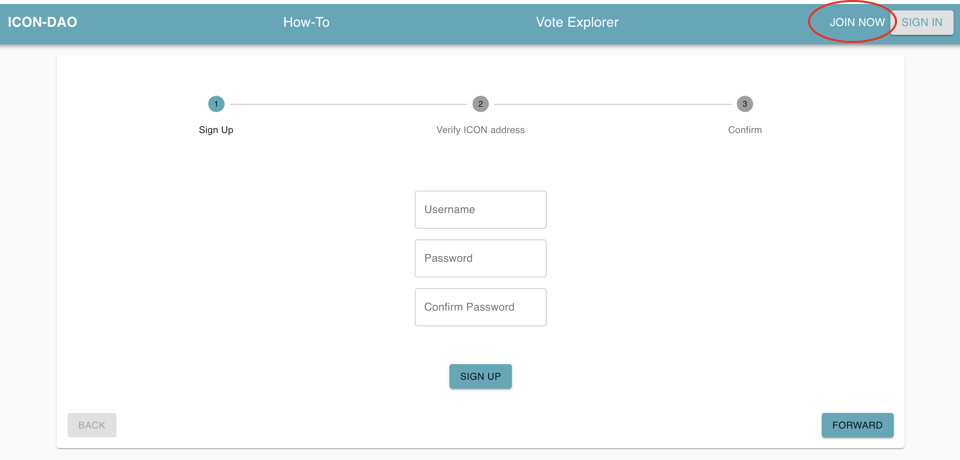 ICON-DAO How-To Vote Explorer JOIN NOW SIGN IN
1 2 3
Sign Up Verify ICON address Confirm
Username
Password
Confirm Password
SIGN UP
BACK FORWARD